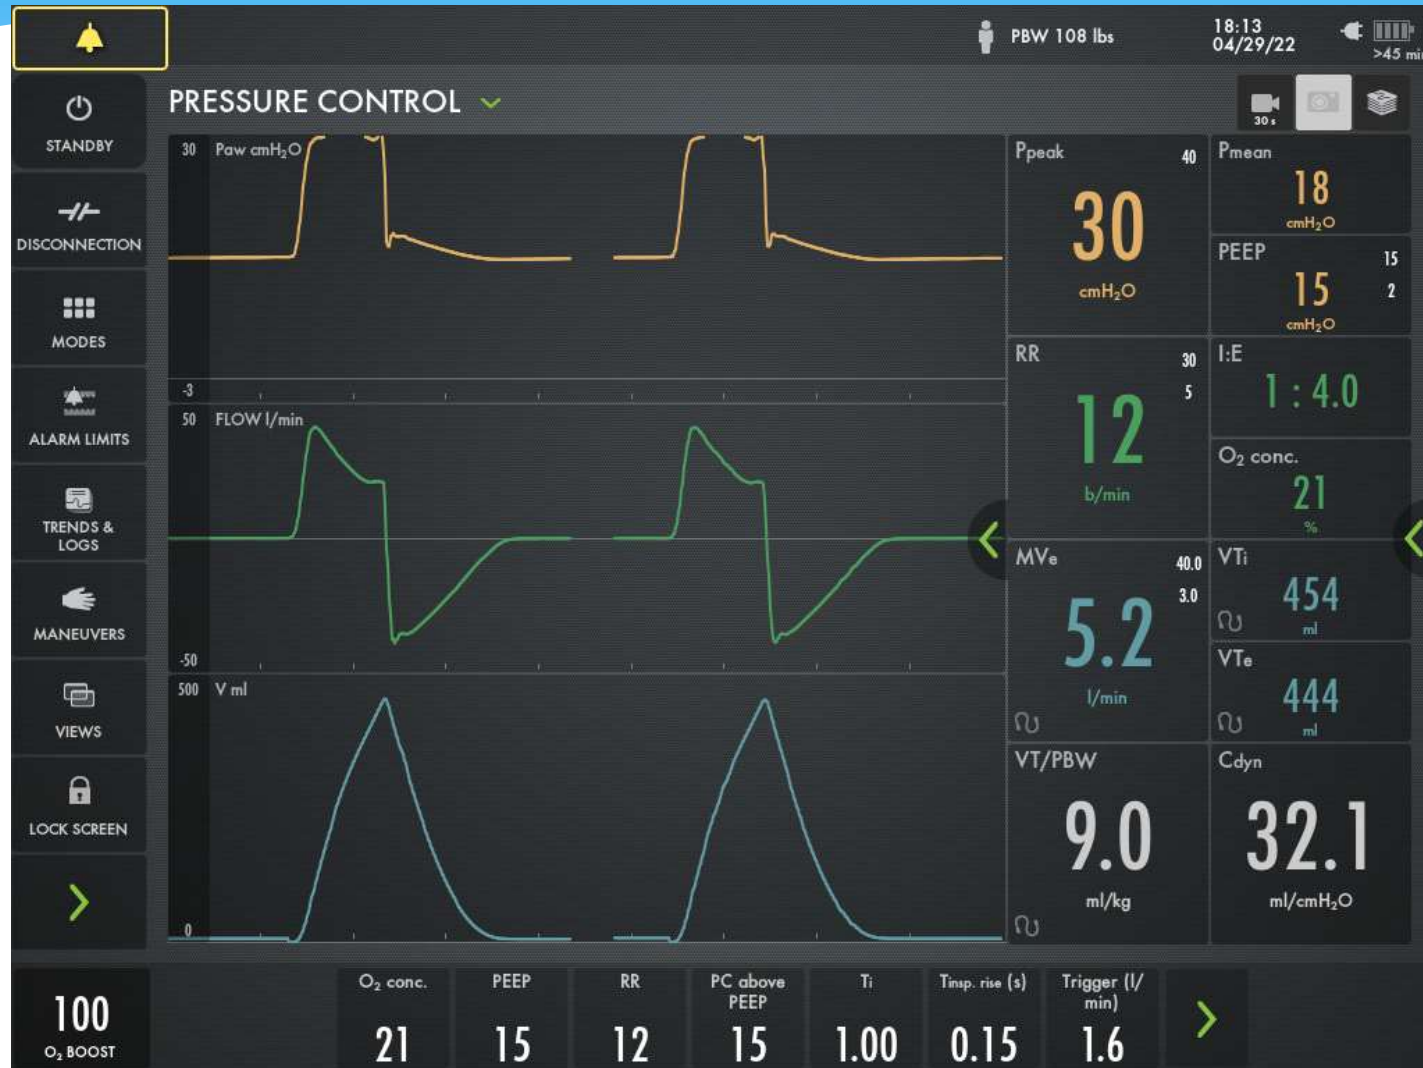 PBW 108 lbs
18:13
04/29/22
>45 min
STANDBY
DISCONNECTION
MODES
ALARM LIMITS
TRENDS &
LOGS
MANEUVERS
VIEWS
LOCK SCREEN
100
O₂ BOOST
PRESSURE CONTROL
30 s
30 Paw cmH₂O
-3
50 FLOW l/min
-50
500 V ml
0
Ppeak 40
30
cmH₂O
Pmean
18
cmH₂O
PEEP 15
15 2
cmH₂O
RR 30
5
12
b/min
I:E
1 : 4.0
O₂ conc.
21
%
MVe 40.0
3.0
5.2
l/min
VTi
454
ml
VTe
444
ml
VT/PBW
9.0
ml/kg
Cdyn
32.1
ml/cmH₂O
O₂ conc.
21
PEEP
15
RR
12
PC above
PEEP
15
Ti
1.00
Tinsp. rise (s)
0.15
Trigger (l/
min)
1.6